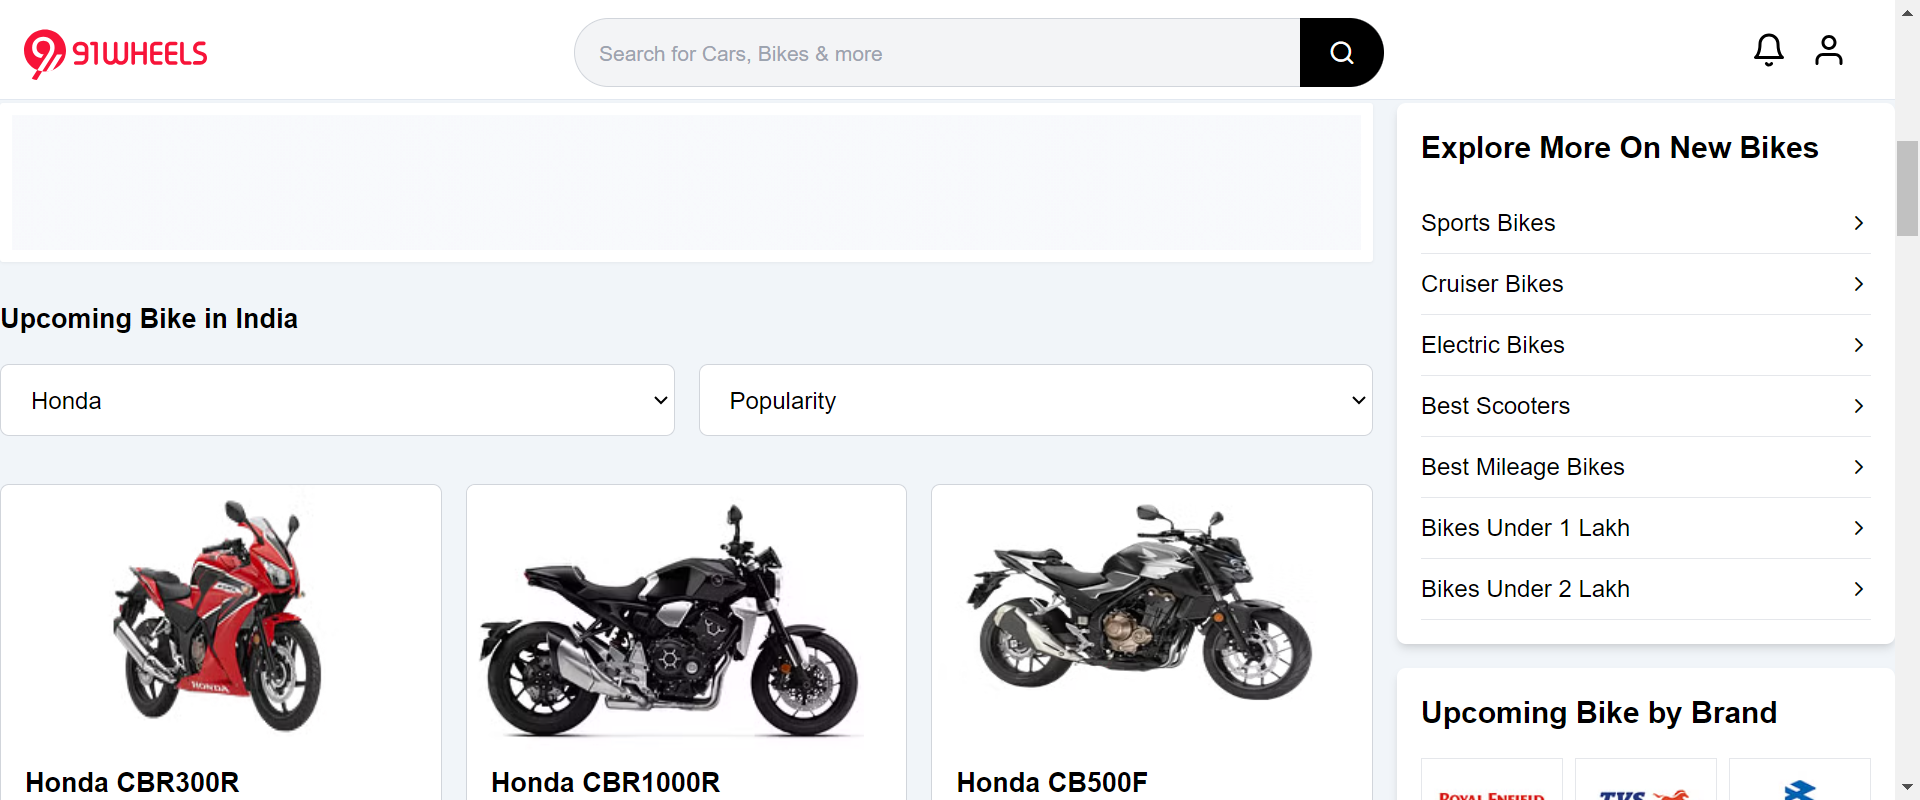 91WHEELS
Search for Cars, Bikes & more
Explore More On New Bikes
Sports Bikes
Cruiser Bikes
Electric Bikes
Best Scooters
Best Mileage Bikes
Bikes Under 1 Lakh
Bikes Under 2 Lakh
Upcoming Bike in India
Honda
Popularity
HONDA
Honda CBR300R
Honda CBR1000R
Honda CB500F
Upcoming Bike by Brand
ROYAL ENFIELD
TVS